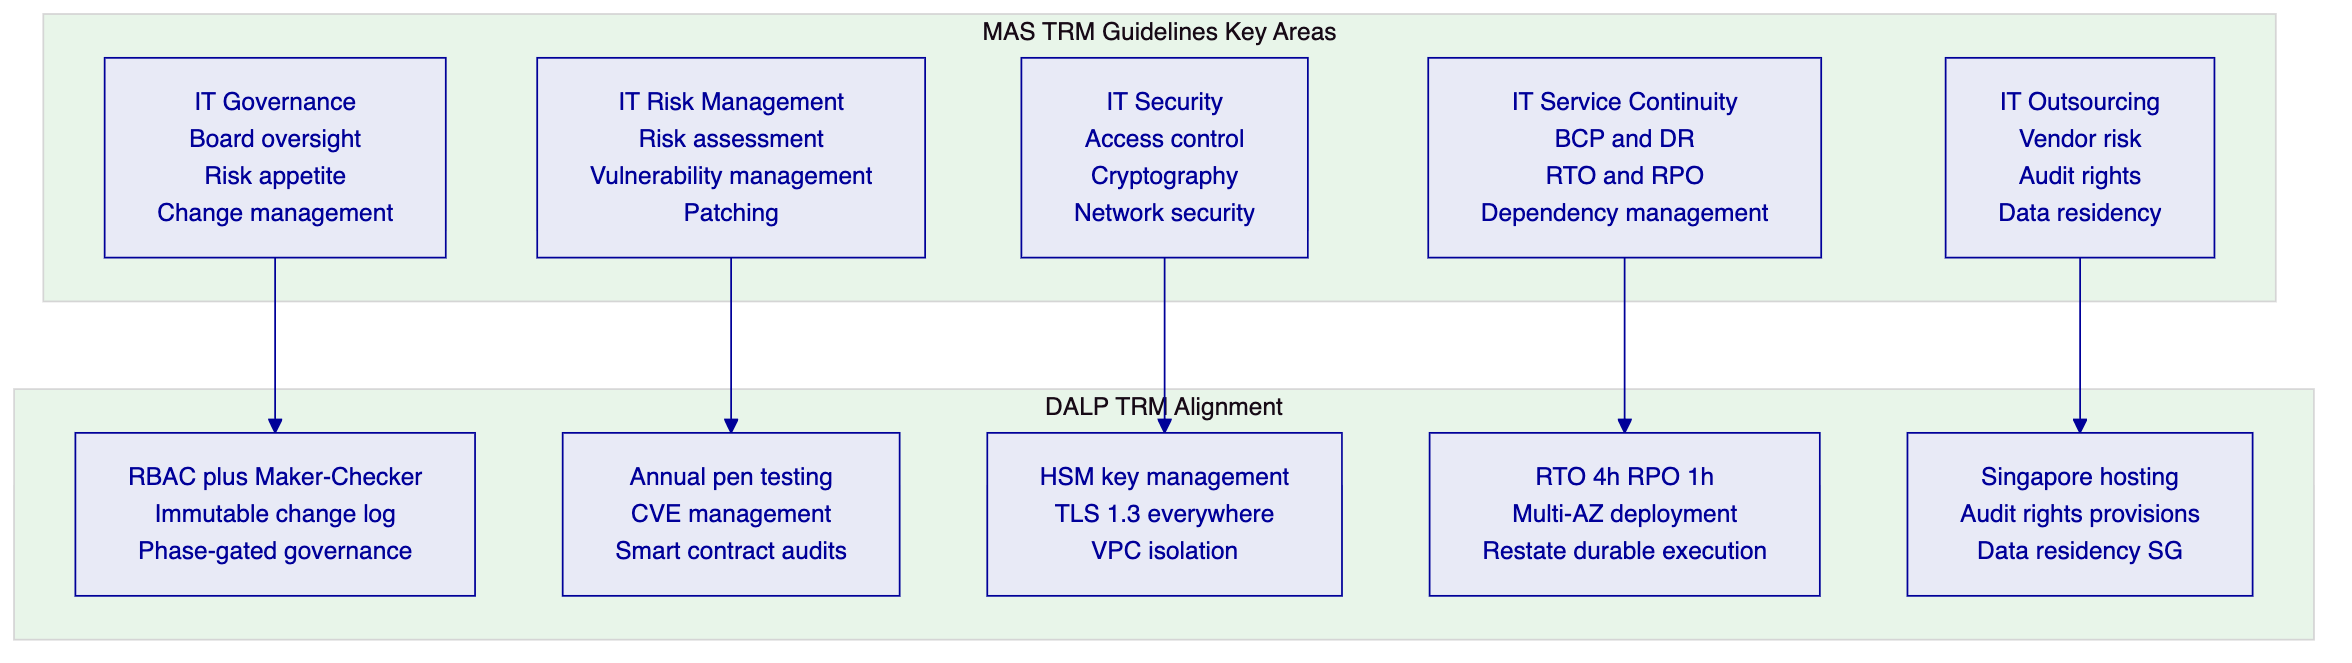 MAS TRM Guidelines Key Areas
IT Governance
Board oversight
Risk appetite
Change management
IT Risk Management
Risk assessment
Vulnerability management
Patching
IT Security
Access control
Cryptography
Network security
IT Service Continuity
BCP and DR
RTO and RPO
Dependency management
IT Outsourcing
Vendor risk
Audit rights
Data residency
DALP TRM Alignment
RBAC plus Maker-Checker
Immutable change log
Phase-gated governance
Annual pen testing
CVE management
Smart contract audits
HSM key management
TLS 1.3 everywhere
VPC isolation
RTO 4h RPO 1h
Multi-AZ deployment
Restate durable execution
Singapore hosting
Audit rights provisions
Data residency SG